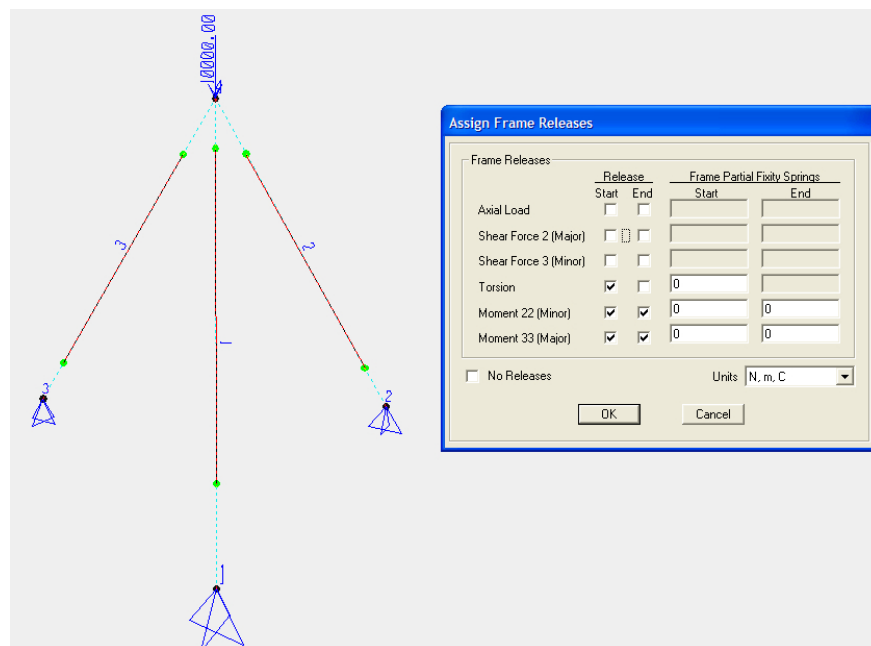 10000.00
4
3
2
1
3
2
1
Assign Frame Releases
Frame Releases
Release Frame Partial Fixity Springs
Start End Start End
Axial Load
Shear Force 2 (Major)
Shear Force 3 (Minor)
Torsion 0
Moment 22 (Minor) 0 0
Moment 33 (Major) 0 0
No Releases Units N, m, C
OK Cancel